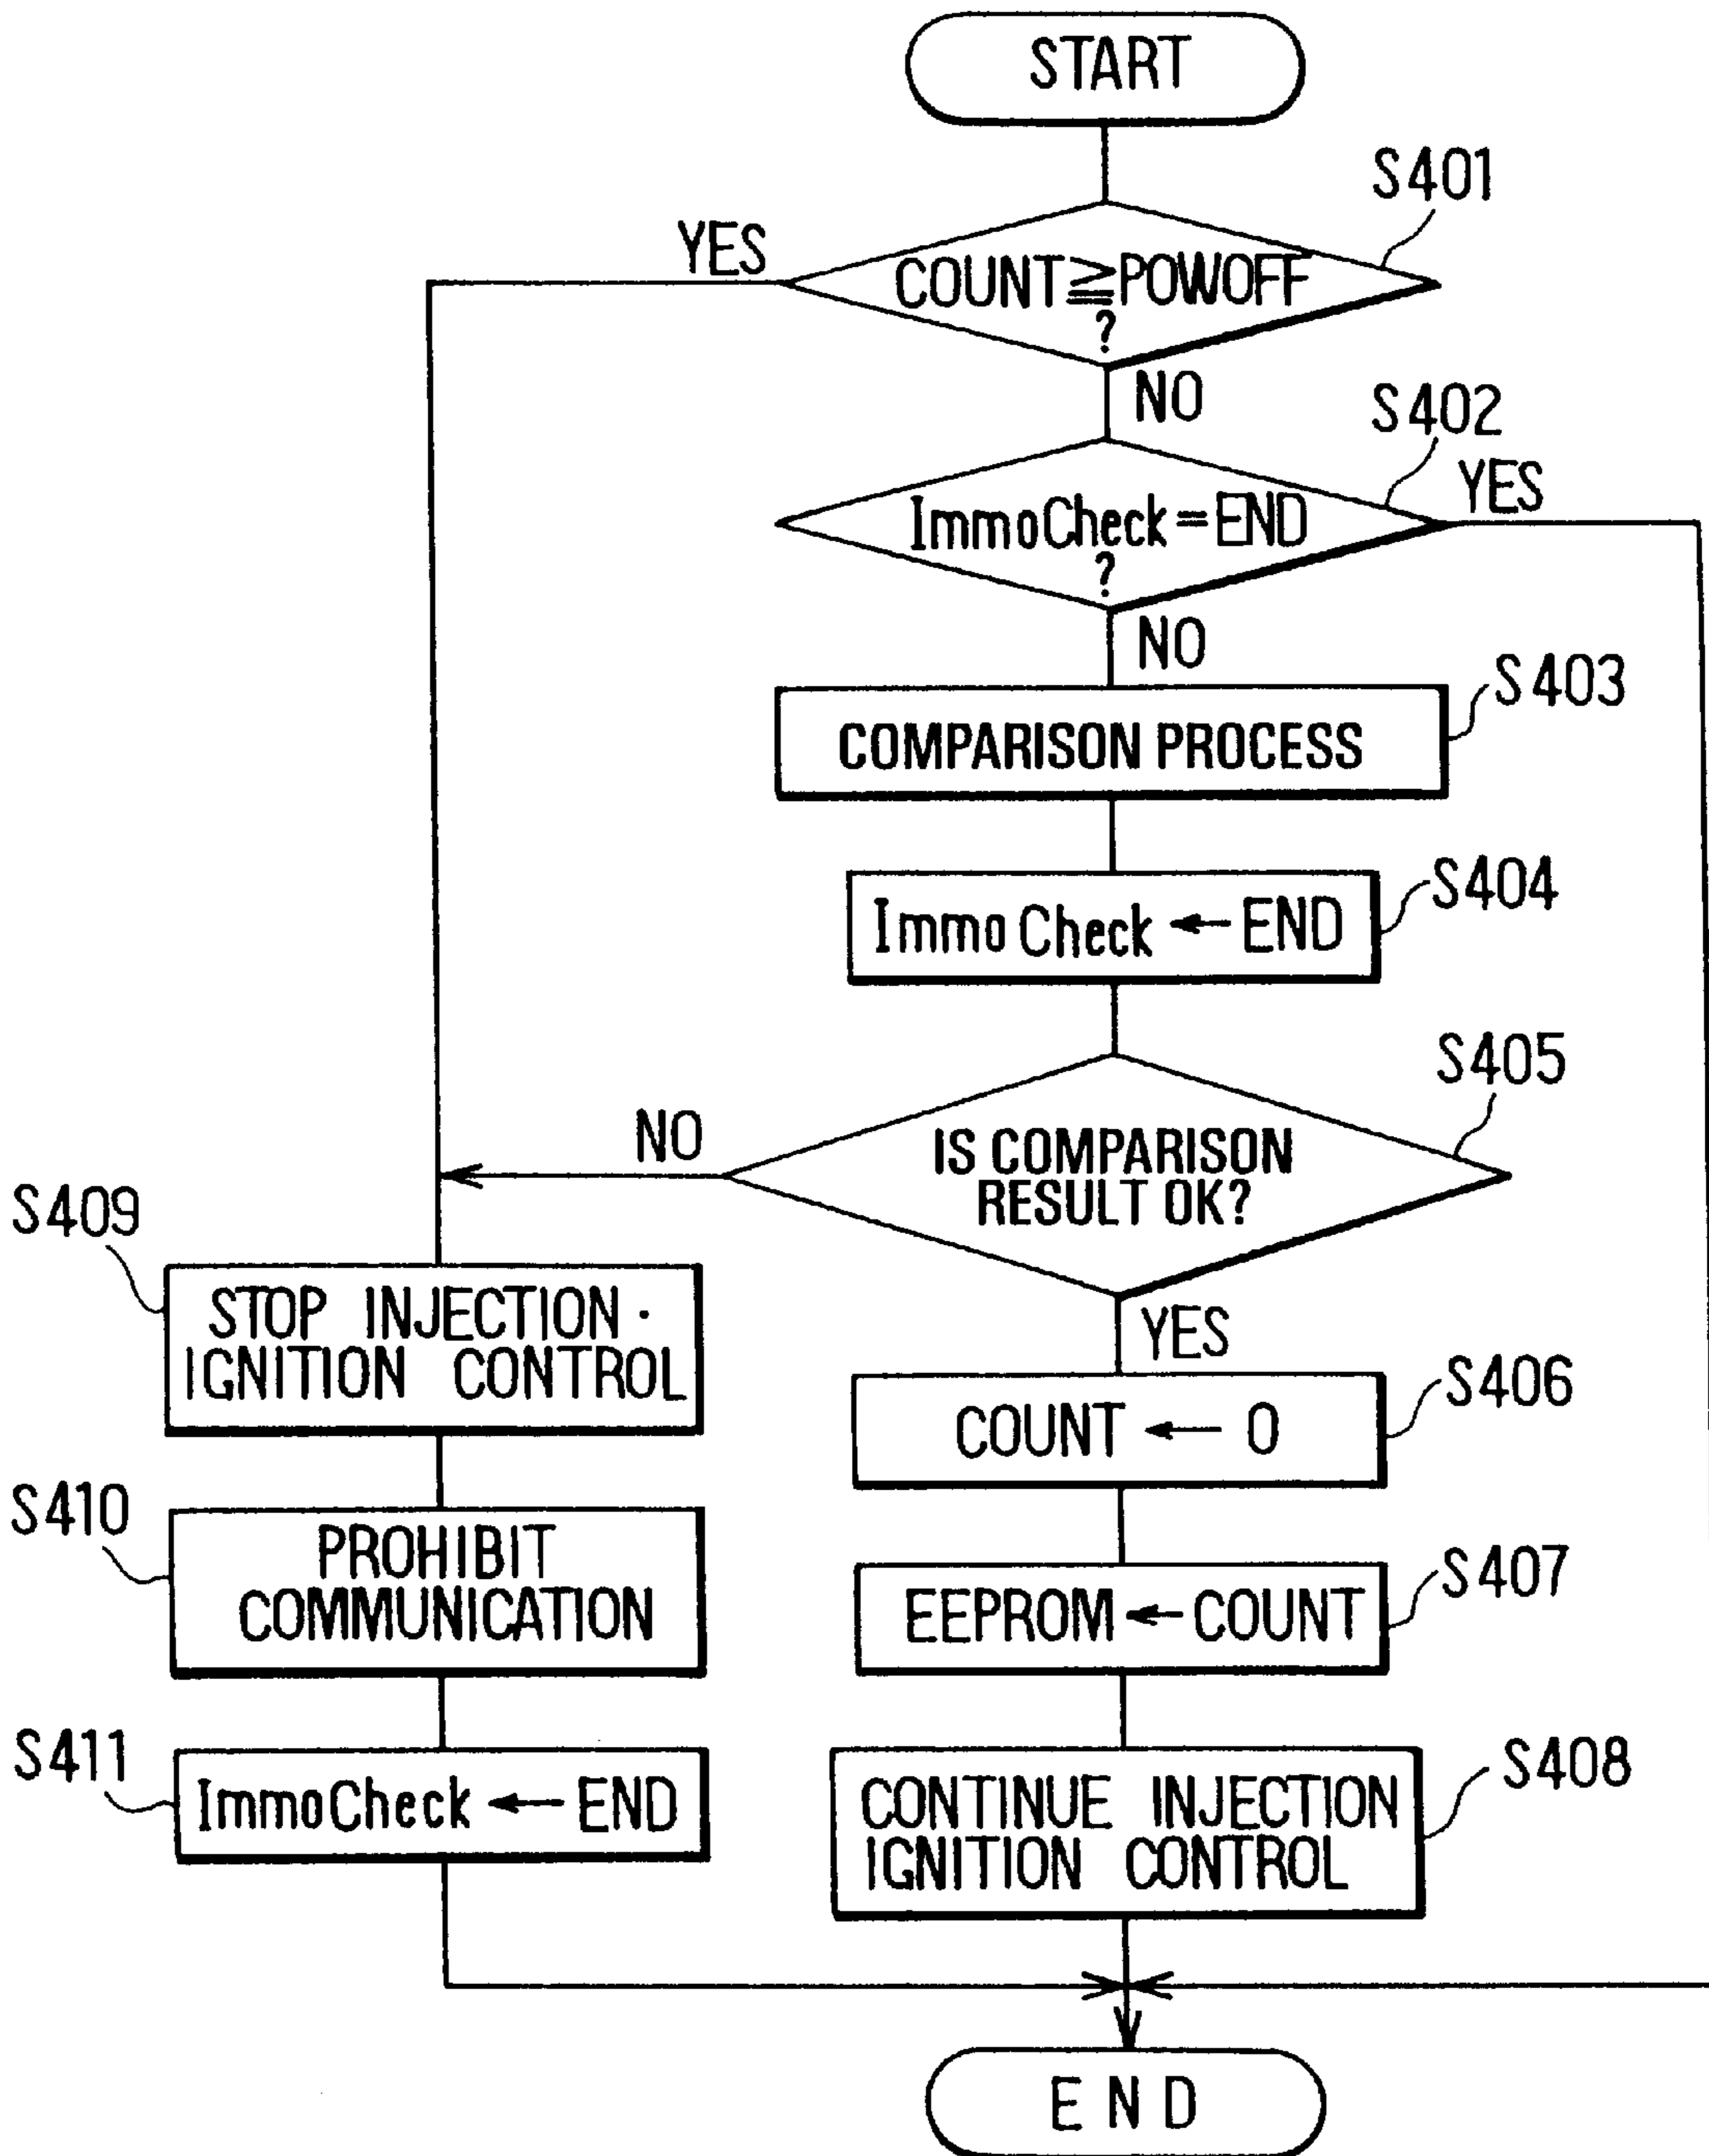 START
S401
YES
COUNT≧POWOFF
?
NO
S402
YES
ImmoCheck=END
?
NO
S403
COMPARISON PROCESS
S404
ImmoCheck ← END
S405
NO
IS COMPARISON
RESULT OK?
S409
STOP INJECTION·
IGNITION CONTROL
YES
S406
COUNT ← 0
S410
PROHIBIT
COMMUNICATION
S407
EEPROM ← COUNT
S411
ImmoCheck ← END
S408
CONTINUE INJECTION
IGNITION CONTROL
END